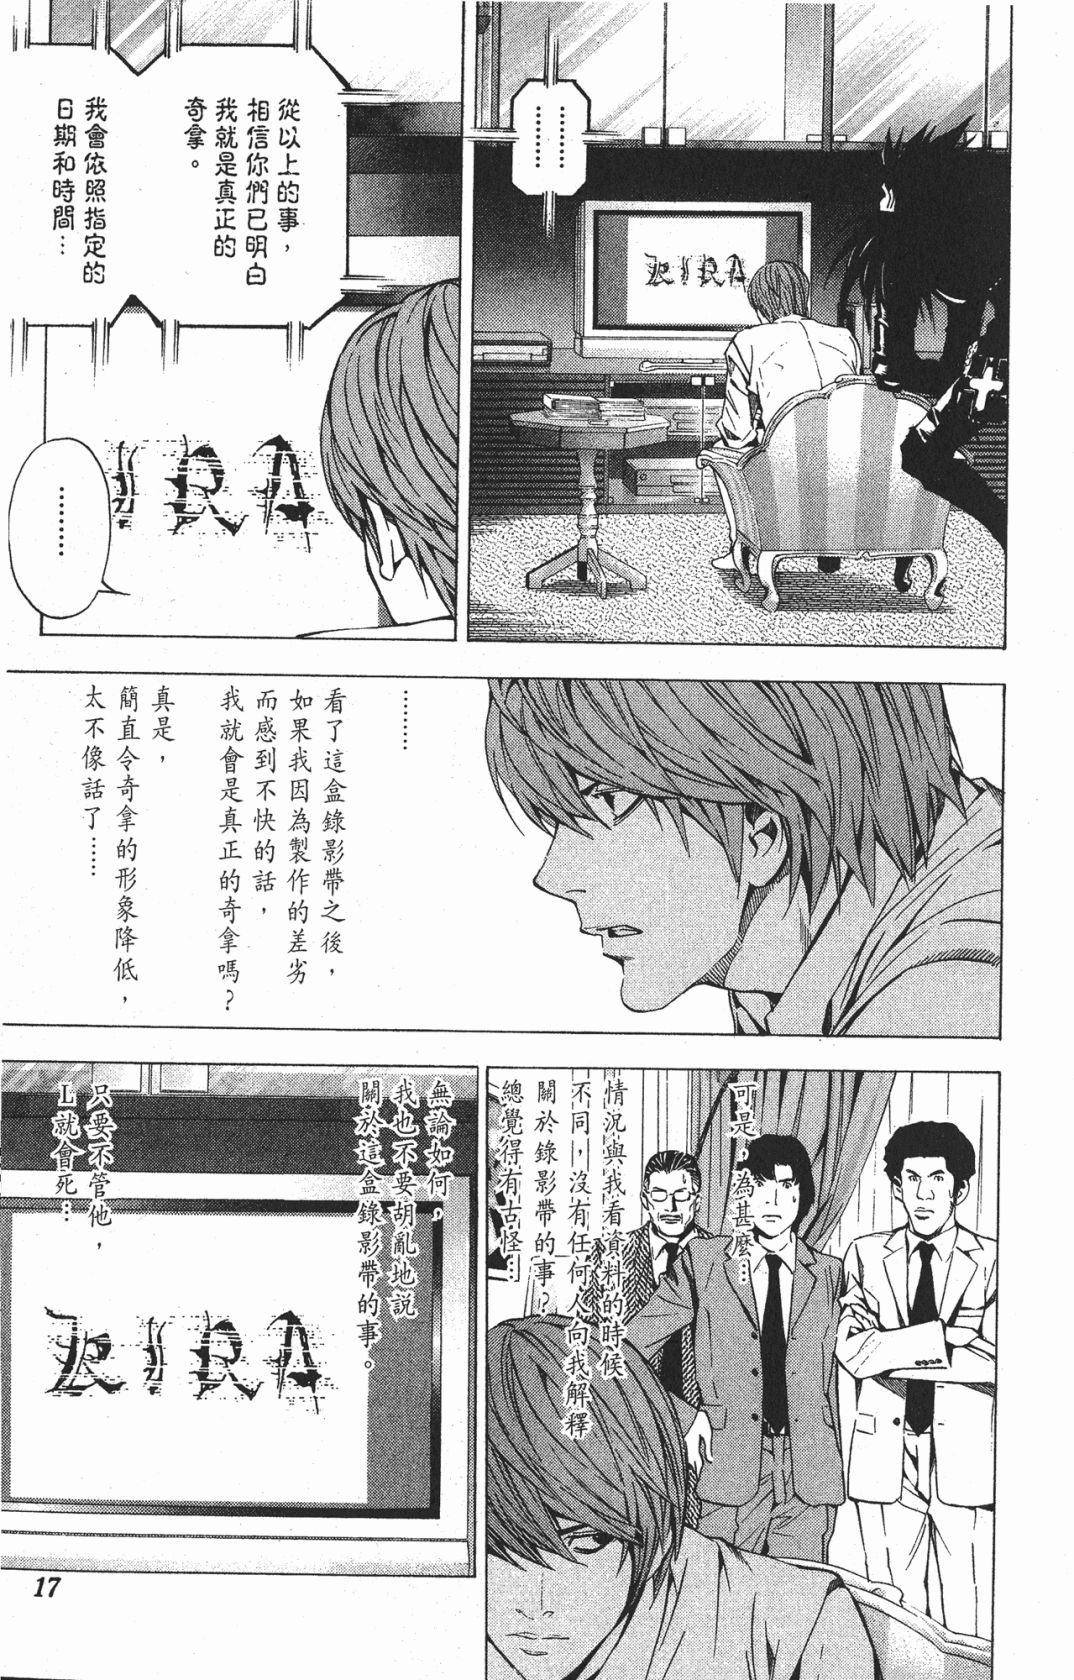 …………
KIRA
從以上的事，
相信你們已明白
我就是真正的
奇拿。
我會依照指定的
日期和時間…
IRA
………
………
看了這盒錄影帶之後，
如果我因為製作的差劣
而感到不快的話，
我就會是真正的奇拿嗎？
真是，
簡直令奇拿的形象降低，
太不像話了……
可是，為甚麼…
情況與我看資料的時候
不同，沒有任何人向我解釋
關於錄影帶的事？
總覺得有古怪…
無論如何，
我也不要胡亂地說
關於這盒錄影帶的事。
只要不管他，
L就會死…
KIRA
17